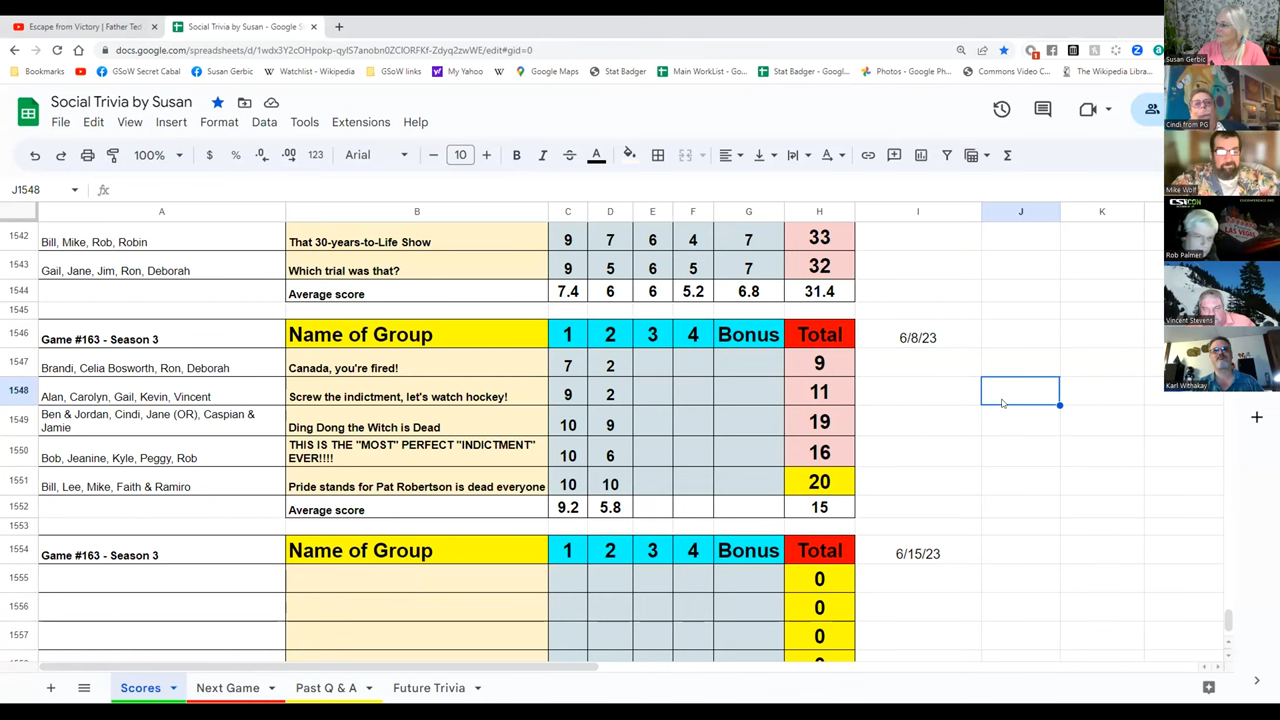 Escape from Victory | Father Ted
Social Trivia by Susan - Google S
docs.google.com/spreadsheets/d/1wdx3Y2cOHpokp-qylS7anobn0ZCIORFKf-Zdyq2zwWE/edit#gid=0
Bookmarks GSoW Secret Cabal Susan Gerbic Watchlist - Wikipedia GSoW links My Yahoo Google Maps Stat Badger Main WorkList - Go... Stat Badger - Googl... Photos - Google Ph... Commons Video C... The Wikipedia Libra...
Social Trivia by Susan
File Edit View Insert Format Data Tools Extensions Help
100% $ % .0 .00 123 Arial 10 B I A
J1548 fx
A B C D E F G H I J K
1542 Bill, Mike, Rob, Robin That 30-years-to-Life Show 9 7 6 4 7 33
1543 Gail, Jane, Jim, Ron, Deborah Which trial was that? 9 5 6 5 7 32
1544 Average score 7.4 6 6 5.2 6.8 31.4
1545
1546 Game #163 - Season 3 Name of Group 1 2 3 4 Bonus Total 6/8/23
1547 Brandi, Celia Bosworth, Ron, Deborah Canada, you're fired! 7 2 9
1548 Alan, Carolyn, Gail, Kevin, Vincent Screw the indictment, let's watch hockey! 9 2 11
1549 Ben & Jordan, Cindi, Jane (OR), Caspian &
Jamie Ding Dong the Witch is Dead 10 9 19
1550 Bob, Jeanine, Kyle, Peggy, Rob THIS IS THE "MOST" PERFECT "INDICTMENT"
EVER!!!! 10 6 16
1551 Bill, Lee, Mike,Faith & Ramiro Pride stands for Pat Robertson is dead everyone 10 10 20
1552 Average score 9.2 5.8 15
1553
1554 Game #163 - Season 3 Name of Group 1 2 3 4 Bonus Total 6/15/23
1555 0
1556 0
1557 0
Scores Next Game Past Q & A Future Trivia
Susan Gerbic
Cindi from PG
Mike Wolf
CSICON
LAS VEGAS
Rob Palmer
Vincent Stevens
Karl Withakay